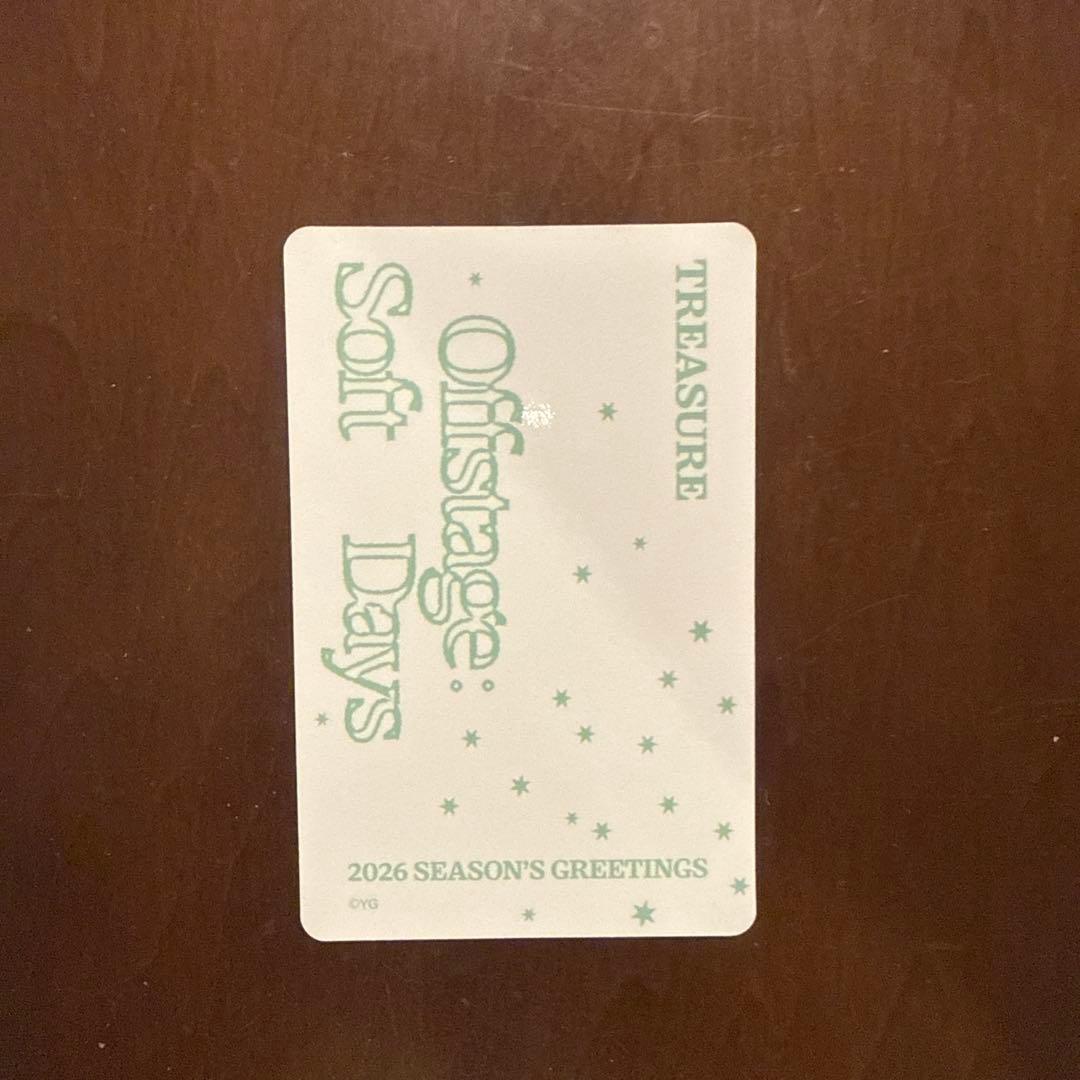 TREASURE
Offstage:
Soft Days
2026 SEASON'S GREETINGS
©YG